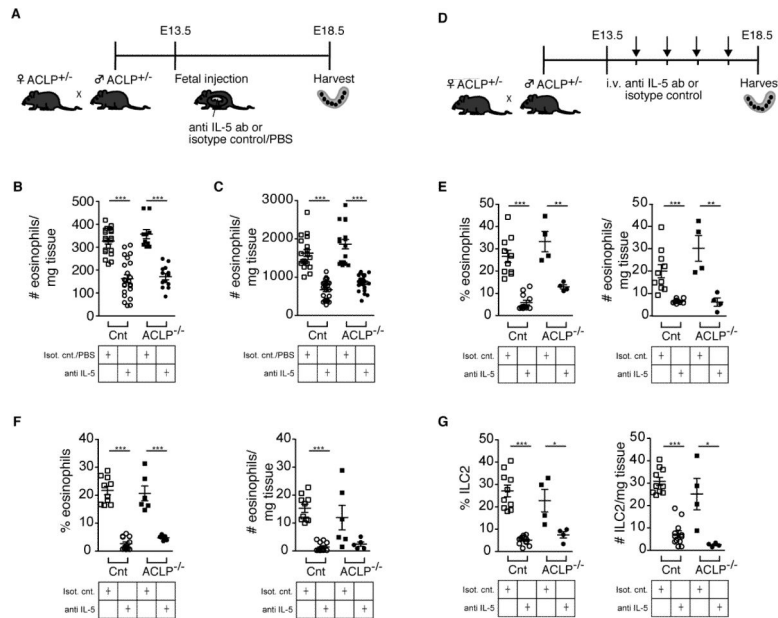 A
E13.5
E18.5
♀ ACLP+/-
x
♂ ACLP+/-
Fetal injection
Harvest
anti IL-5 ab or
isotype control/PBS
D
E13.5
E18.5
♀ ACLP+/-
x
♂ ACLP+/-
i.v. anti IL-5 ab or
isotype control
Harves
B
# eosinophils/
mg tissue
500
400
300
200
100
0
***
***
Cnt
ACLP-/-
Isot. cnt./PBS
+
+
anti IL-5
+
+
C
# eosinophils/
mg tissue
3000
2000
1000
0
***
***
Cnt
ACLP-/-
+
+
+
+
E
% eosinophils
50
40
30
20
10
0
***
**
Cnt
ACLP-/-
Isot. cnt.
+
+
anti IL-5
+
+
# eosinophils/
mg tissue
50
40
30
20
10
0
***
**
Cnt
ACLP-/-
+
+
+
+
F
% eosinophils
40
30
20
10
0
***
***
Cnt
ACLP-/-
Isot. cnt.
+
+
anti IL-5
+
+
# eosinophils/
mg tissue
40
30
20
10
0
***
Cnt
ACLP-/-
+
+
+
+
G
% ILC2
50
40
30
20
10
0
***
*
Cnt
ACLP-/-
Isot. cnt.
+
+
anti IL-5
+
+
# ILC2/mg tissue
50
40
30
20
10
0
***
*
Cnt
ACLP-/-
+
+
+
+